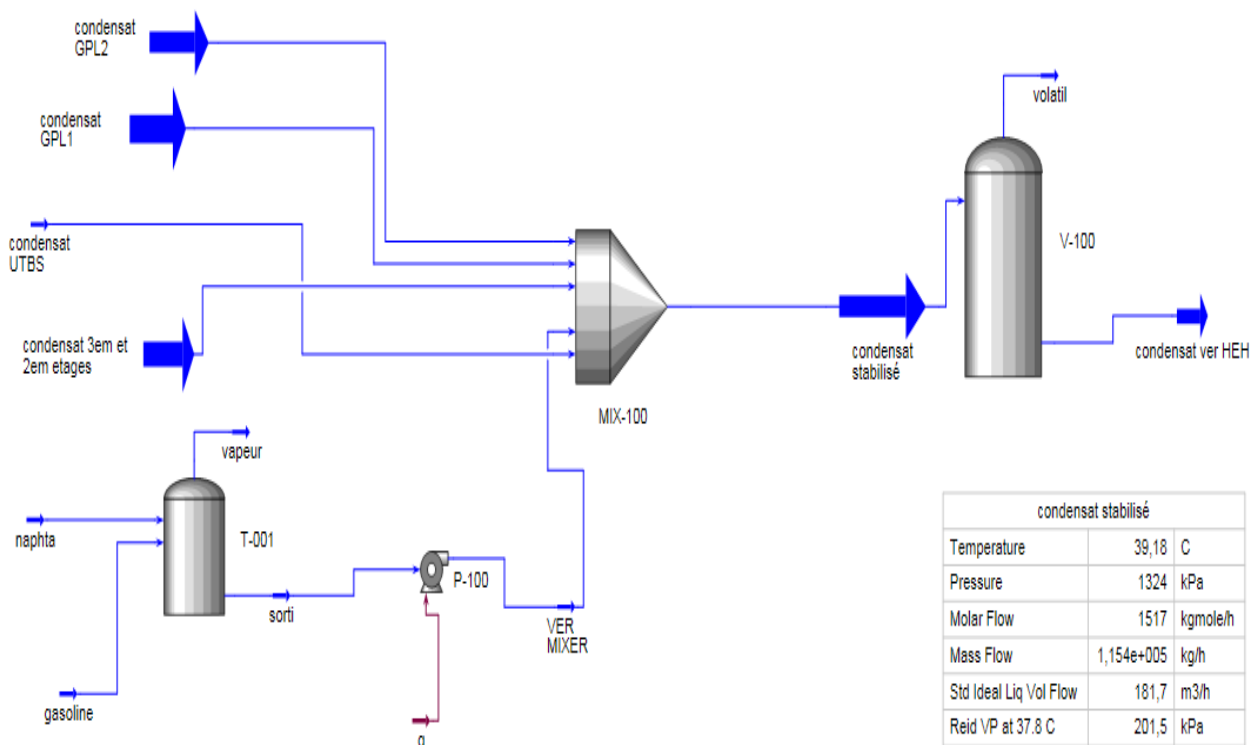 condensat
GPL2
condensat
GPL1
condensat
UTBS
condensat 3em et
2em etages
MIX-100
condensat
stabilisé
volatil
V-100
condensat ver HEH
vapeur
naphta
T-001
gasoline
sorti
P-100
q
VER
MIXER
condensat stabilisé
Temperature 39,18 C
Pressure 1324 kPa
Molar Flow 1517 kgmole/h
Mass Flow 1,154e+005 kg/h
Std Ideal Liq Vol Flow 181,7 m3/h
Reid VP at 37.8 C 201,5 kPa